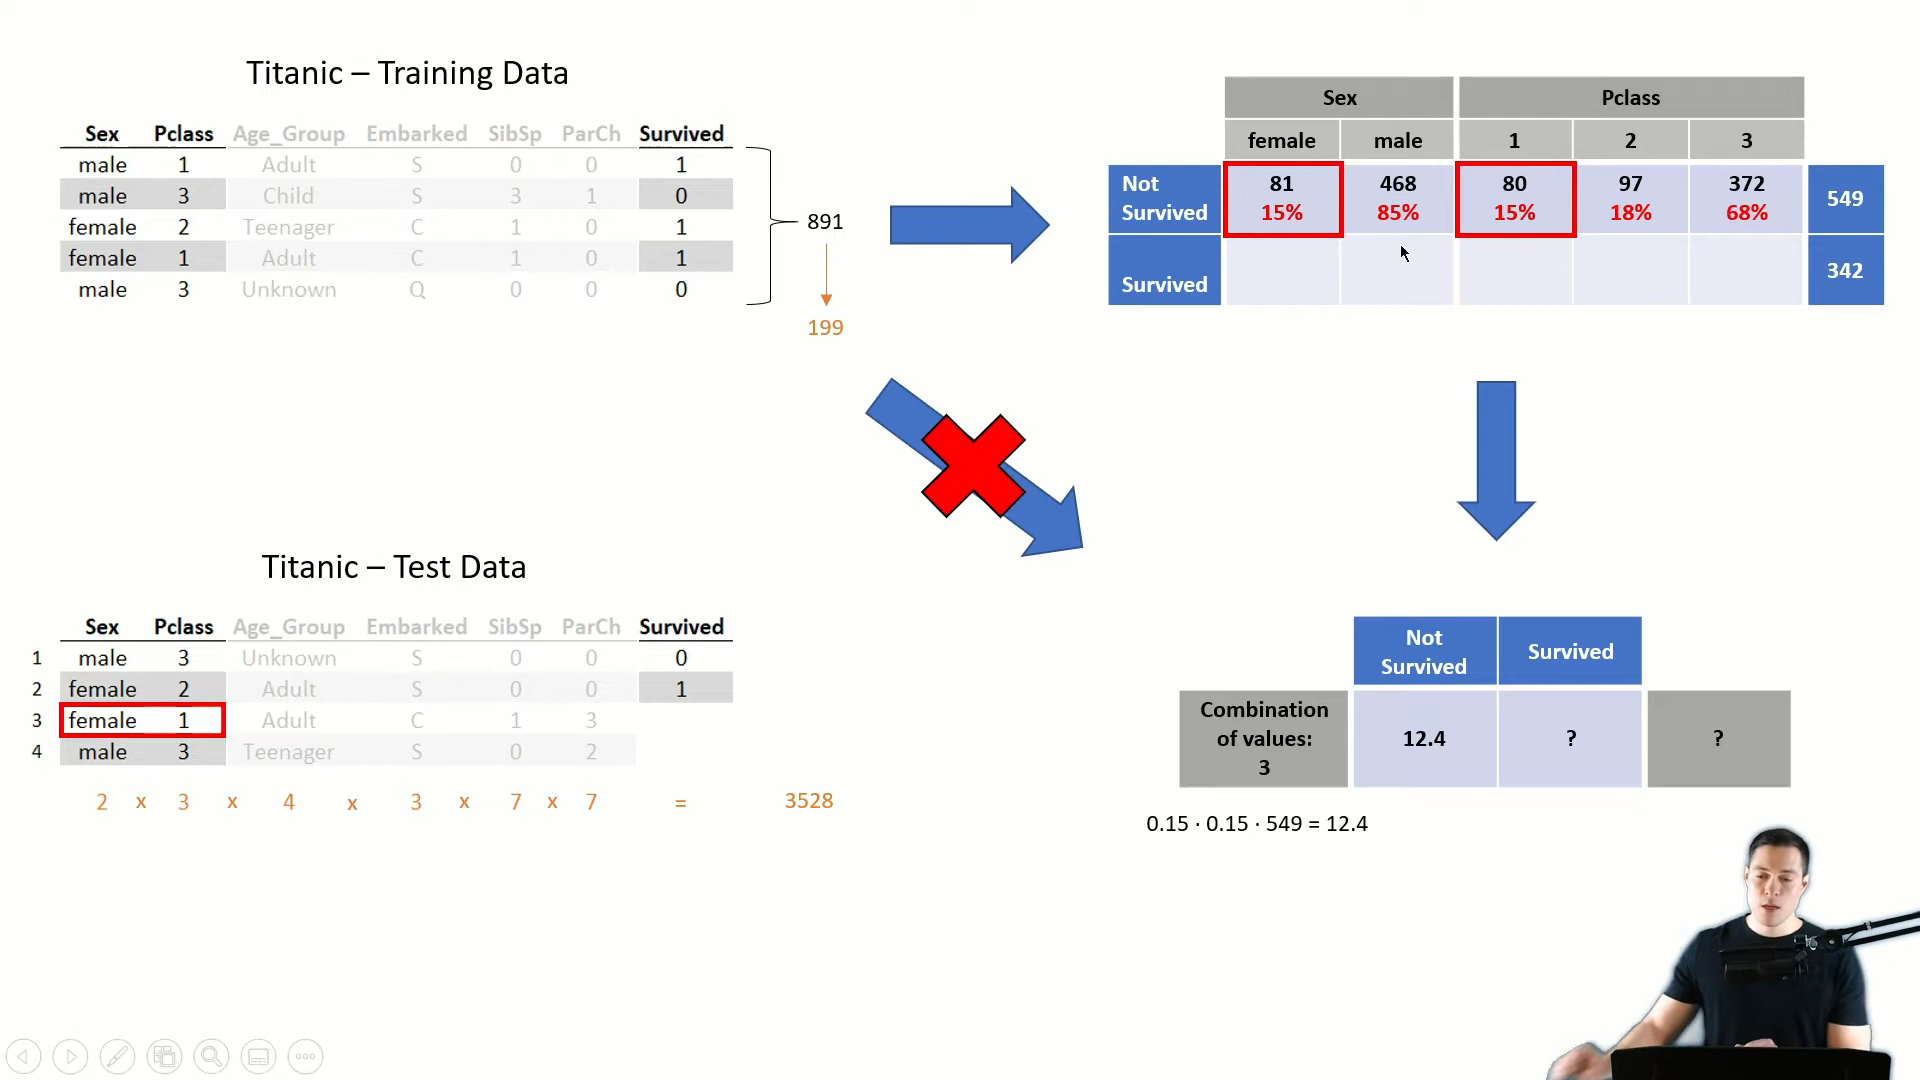 Titanic – Training Data
Sex Pclass Age_Group Embarked SibSp ParCh Survived
male 1 Adult S 0 0 1
male 3 Child S 3 1 0
female 2 Teenager C 1 0 1
female 1 Adult C 1 0 1
male 3 Unknown Q 0 0 0
891
199
Sex Pclass
female male 1 2 3
Not Survived 81 468 80 97 372 549
15% 85% 15% 18% 68%
Survived 342
Titanic – Test Data
Sex Pclass Age_Group Embarked SibSp ParCh Survived
1 male 3 Unknown S 0 0 0
2 female 2 Adult S 0 0 1
3 female 1 Adult C 1 3
4 male 3 Teenager S 0 2
2 x 3 x 4 x 3 x 7 x 7 = 3528
Not
Survived
Survived
Combination
of values:
3
12.4 ? ?
0.15 · 0.15 · 549 = 12.4